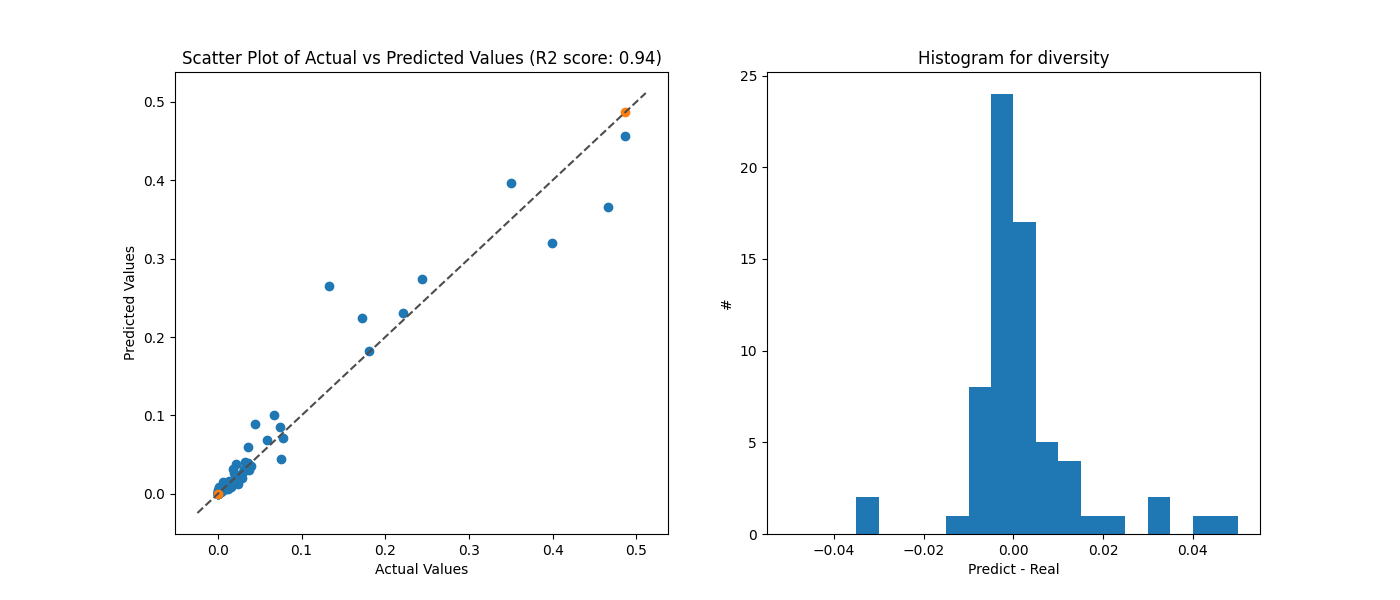 Scatter Plot of Actual vs Predicted Values (R2 score: 0.94)
0.5
0.4
0.3
0.2
0.1
0.0
Predicted Values
0.0 0.1 0.2 0.3 0.4 0.5
Actual Values
Histogram for diversity
25
20
15
10
5
0
#
−0.04 −0.02 0.00 0.02 0.04
Predict - Real